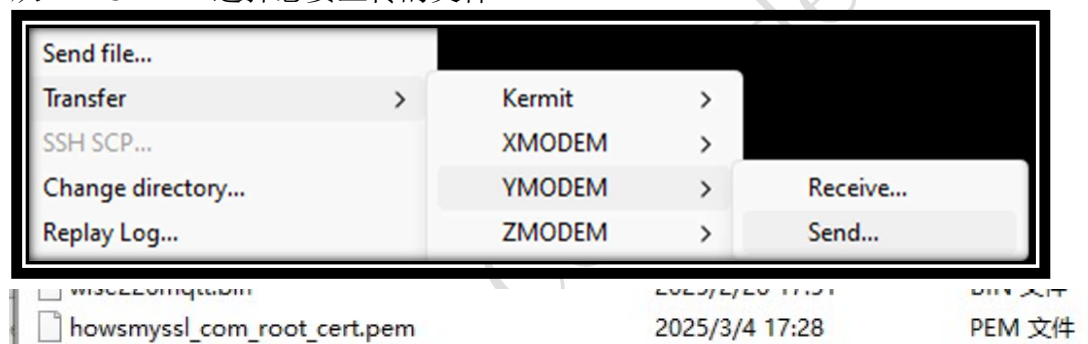 Send file...
Transfer > Kermit >
SSH SCP... XMODEM >
Change directory... YMODEM > Receive...
Replay Log... ZMODEM > Send...
howsmyssl_com_root_cert.pem 2025/3/4 17:28 PEM 文件